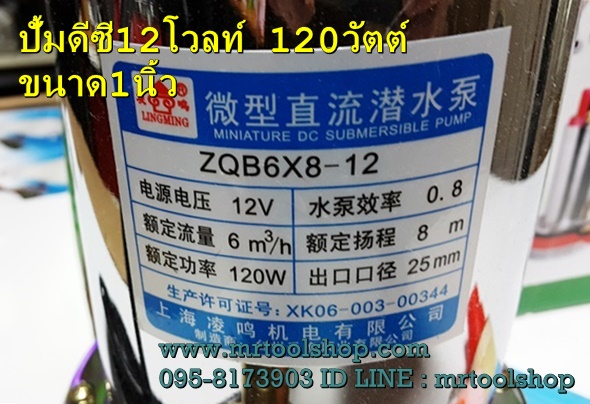 ปั้มดีซี12โวลท์ 120วัตต์
ขนาด1นิ้ว
LINGMING
®
微型直流潜水泵
MINIATURE DC SUBMERSIBLE PUMP
ZQB6X8-12
电源电压 12V 水泵效率 0.8
额定流量 6 m³/h 额定扬程 8 m
额定功率 120W 出口口径 25mm
生产许可证号: XK06-003-00344
上海凌鸣机电有限公司
www.mrtoolshop.com
095-8173903 ID LINE : mrtoolshop